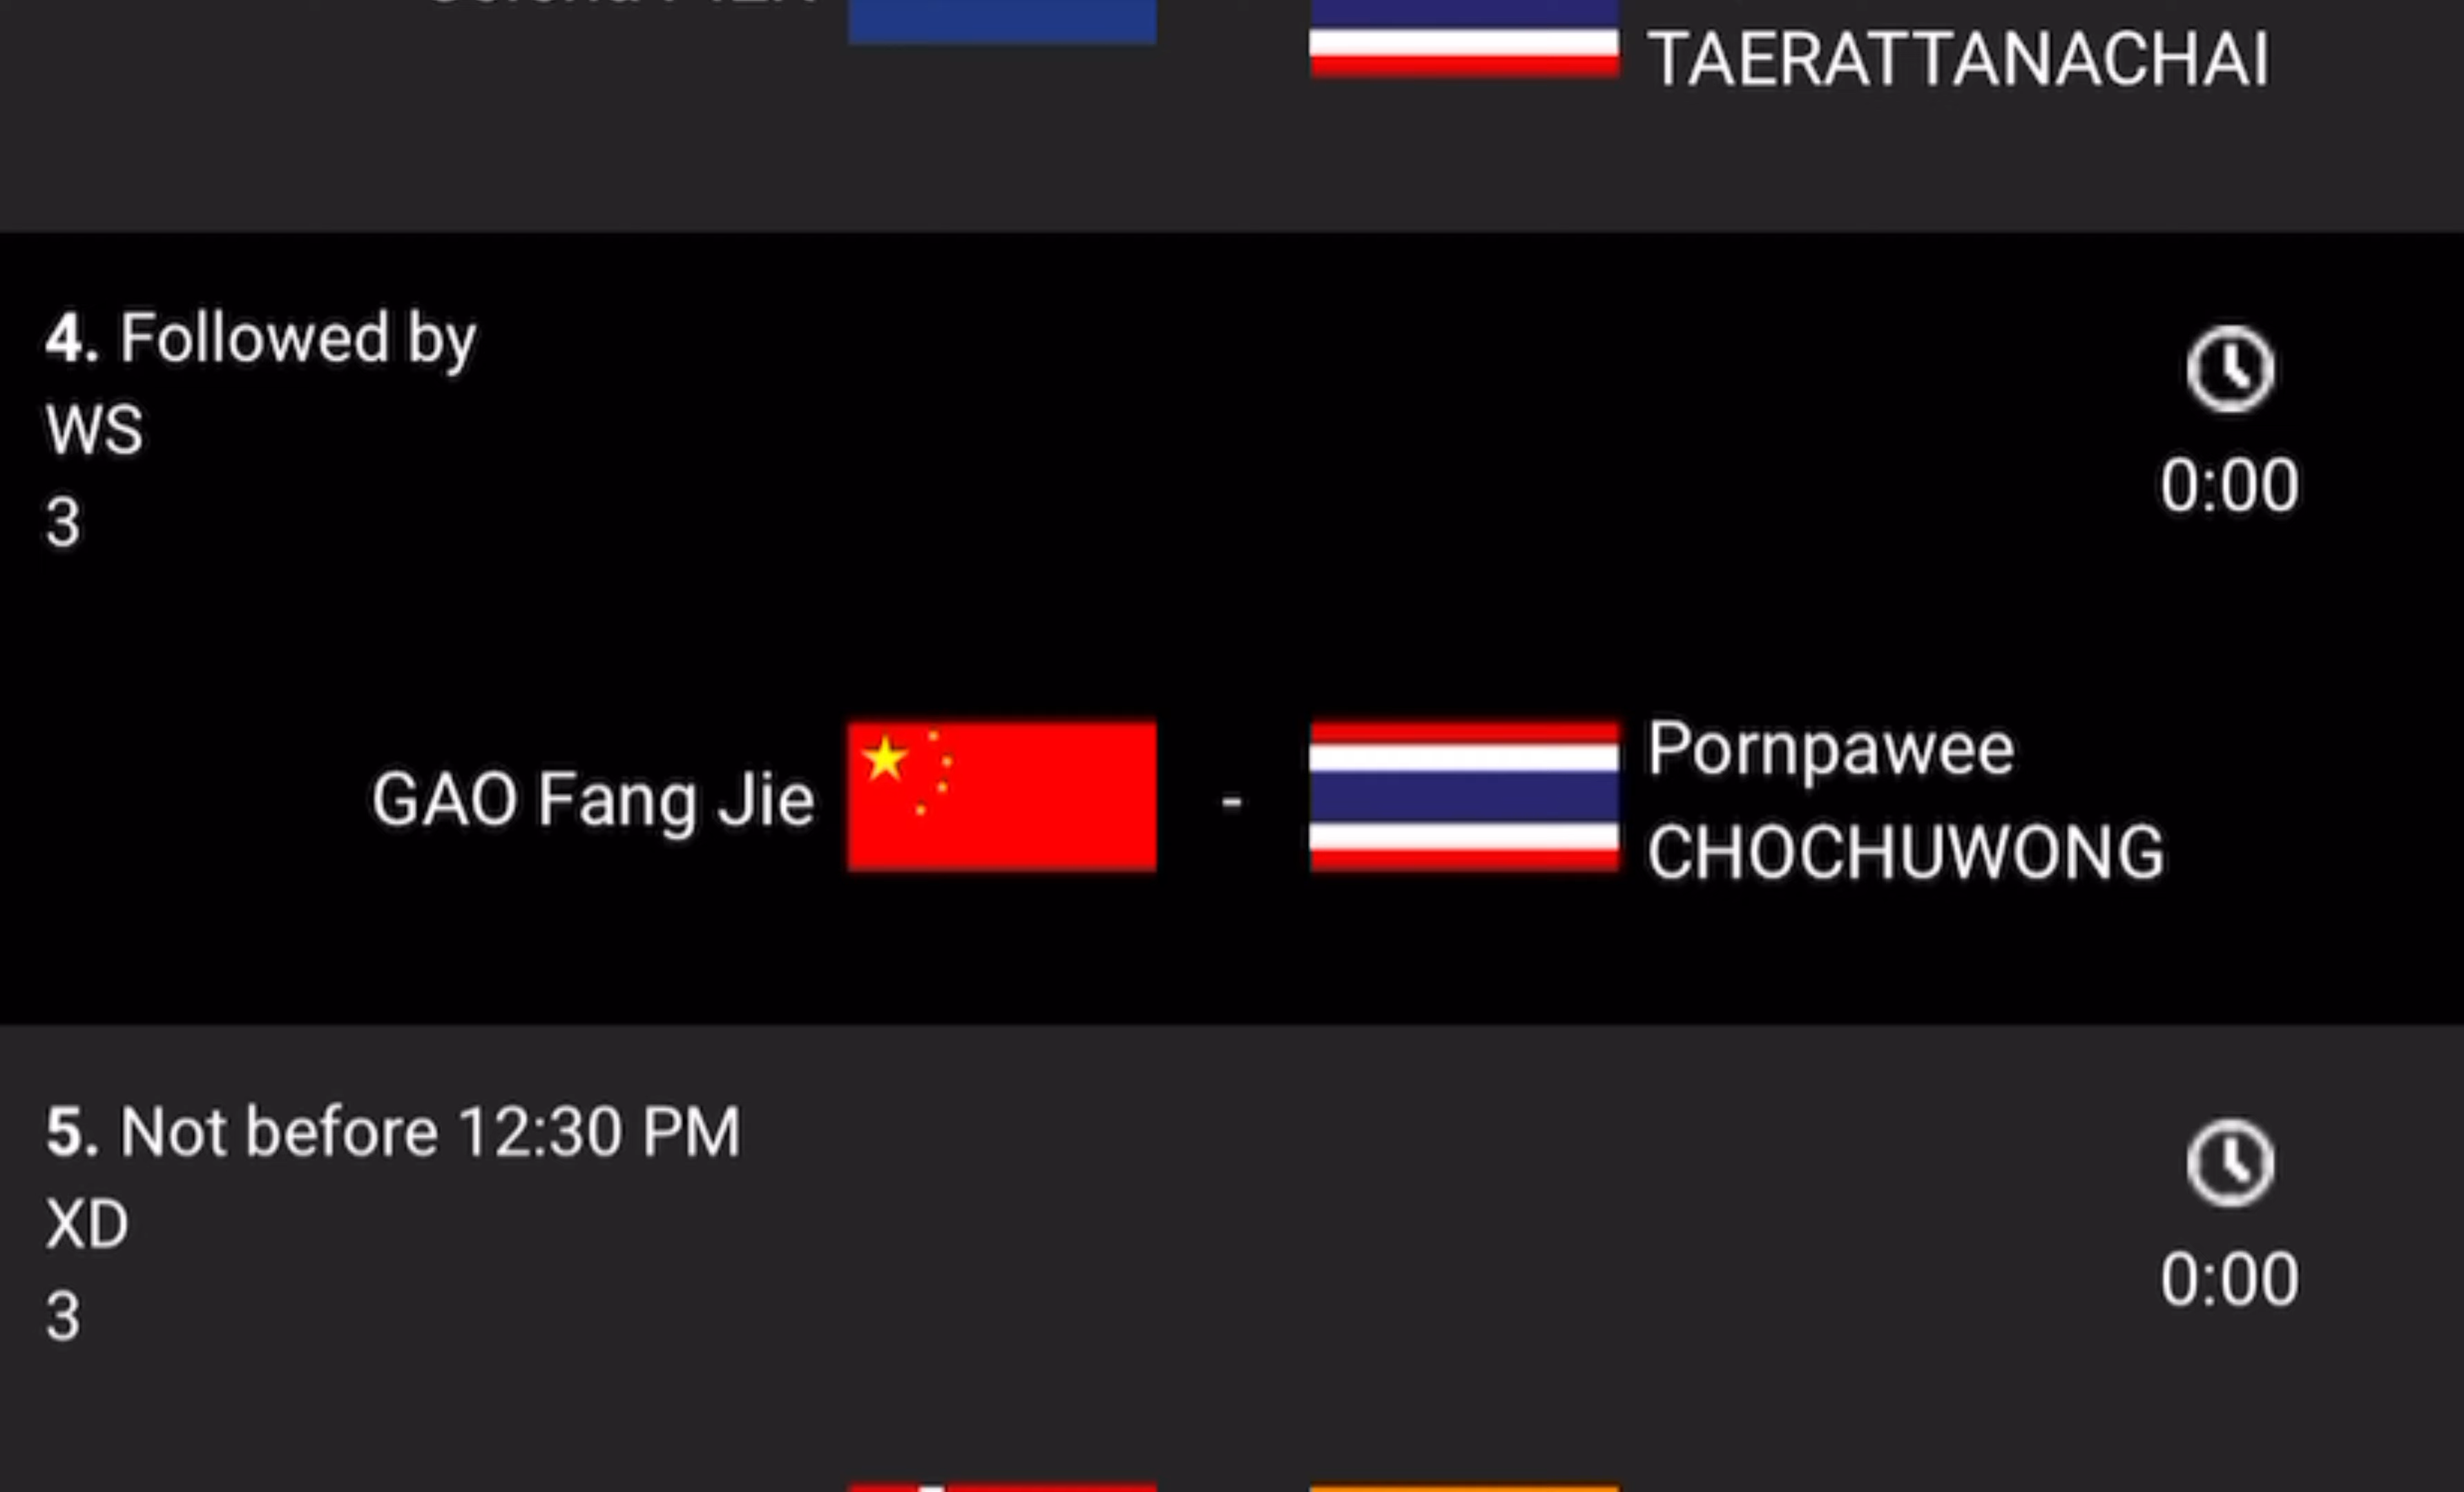 TAERATTANACHAI
4. Followed by
WS
3
0:00
GAO Fang Jie
-
Pornpawee
CHOCHUWONG
5. Not before 12:30 PM
XD
3
0:00